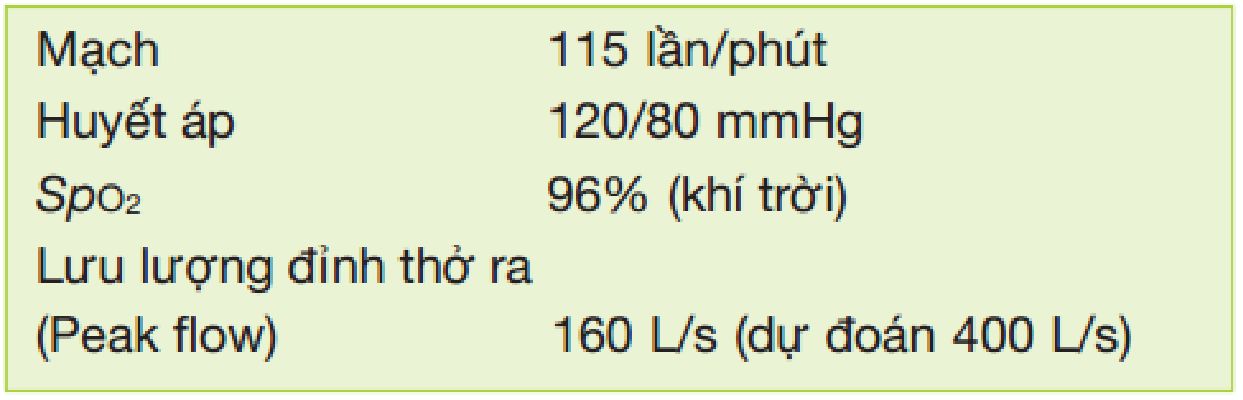 Mạch 115 lần/phút
Huyết áp 120/80 mmHg
SpO₂ 96% (khí trời)
Lưu lượng đỉnh thở ra
(Peak flow) 160 L/s (dự đoán 400 L/s)